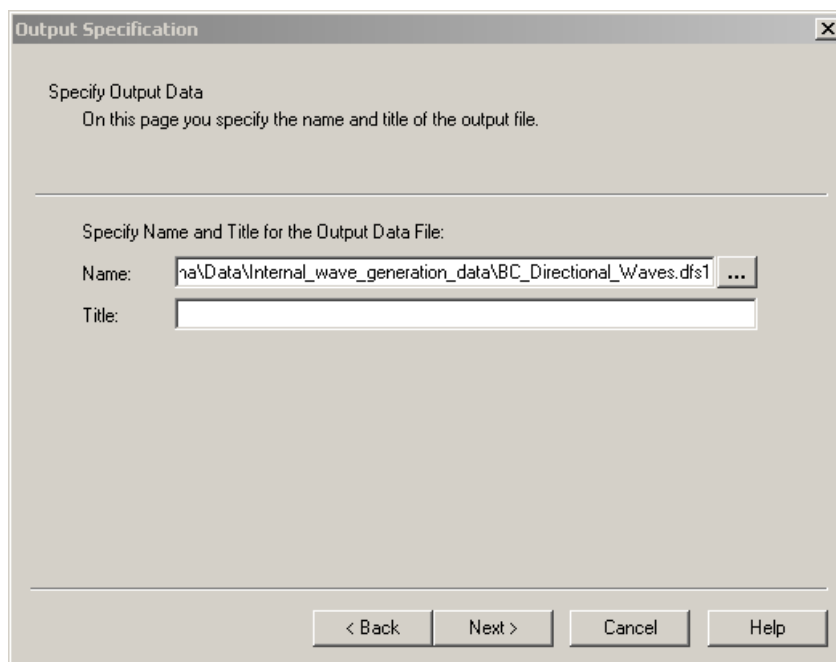 Output Specification
Specify Output Data
On this page you specify the name and title of the output file.
Specify Name and Title for the Output Data File:
Name: na\Data\Internal_wave_generation_data\BC_Directional_Waves.dfs1 ...
Title:
< Back Next > Cancel Help